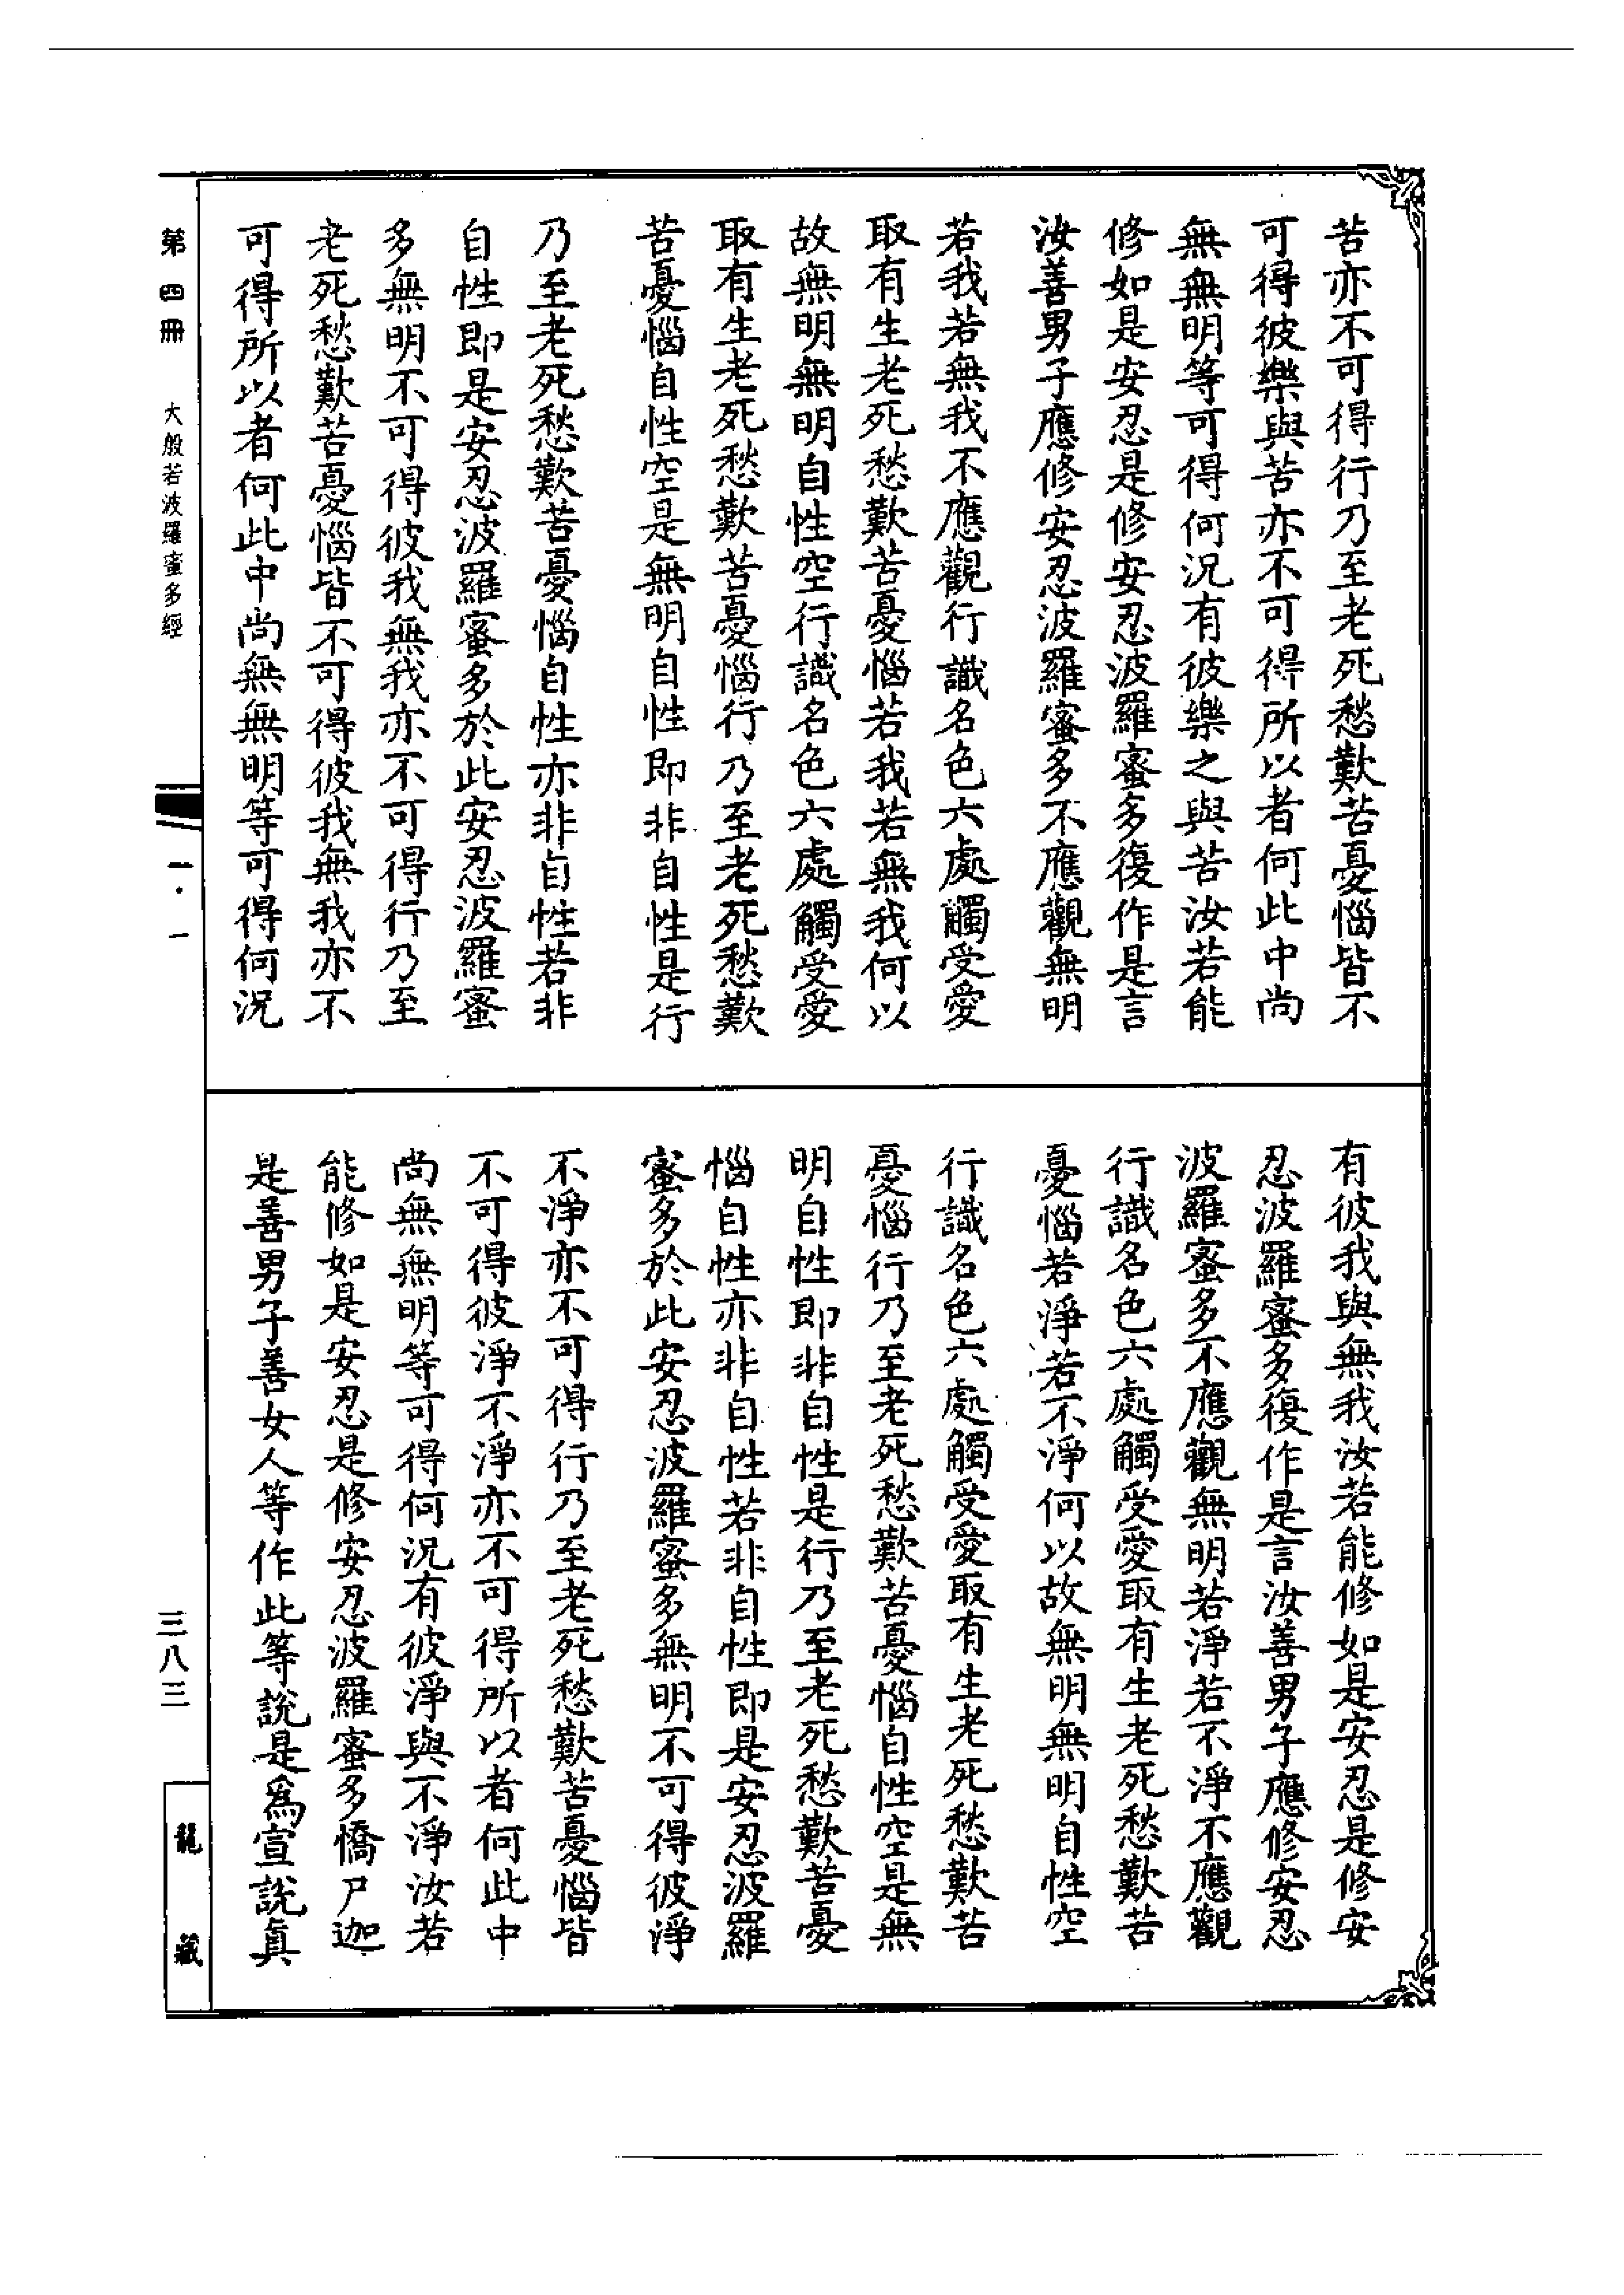 苦亦不可得行乃至老死愁歎苦憂惱皆不
可得彼樂與苦亦不可得所以者何此中尚
無無明等可得何況有彼樂之與苦汝若能
修如是安忍是修安忍波羅蜜多復作是言
汝善男子應修安忍波羅蜜多不應觀無明
若我若無我不應觀行識名色六處觸受愛
取有生老死愁歎苦憂惱若我若無我何以
故無明無明自性空行識名色六處觸受愛
取有生老死愁歎苦憂惱行乃至老死愁歎
苦憂惱自性空是無明自性即非自性是行
乃至老死愁歎苦憂惱自性亦非自性若非
自性即是安忍波羅蜜多於此安忍波羅蜜
多無明不可得彼我無我亦不可得行乃至
老死愁歎苦憂惱皆不可得彼我無我亦不
可得所以者何此中尚無無明等可得何況
有彼我與無我汝若能修如是安忍是修安
忍波羅蜜多復作是言汝善男子應修安忍
波羅蜜多不應觀無明若淨若不淨不應觀
行識名色六處觸受愛取有生老死愁歎苦
憂惱若淨若不淨何以故無明無明自性空
行識名色六處觸受愛取有生老死愁歎苦
憂惱行乃至老死愁歎苦憂惱自性空是無
明自性即非自性是行乃至老死愁歎苦憂
惱自性亦非自性若非自性即是安忍波羅
蜜多於此安忍波羅蜜多無明不可得彼淨
不淨亦不可得行乃至老死愁歎苦憂惱皆
不可得彼淨不淨亦不可得所以者何此中
尚無無明等可得何況有彼淨與不淨汝若
能修如是安忍是修安忍波羅蜜多憍尸迦
是善男子善女人等作此等說是為宣說真
第四冊 大般若波羅蜜多經 一·一 三八三 龍藏